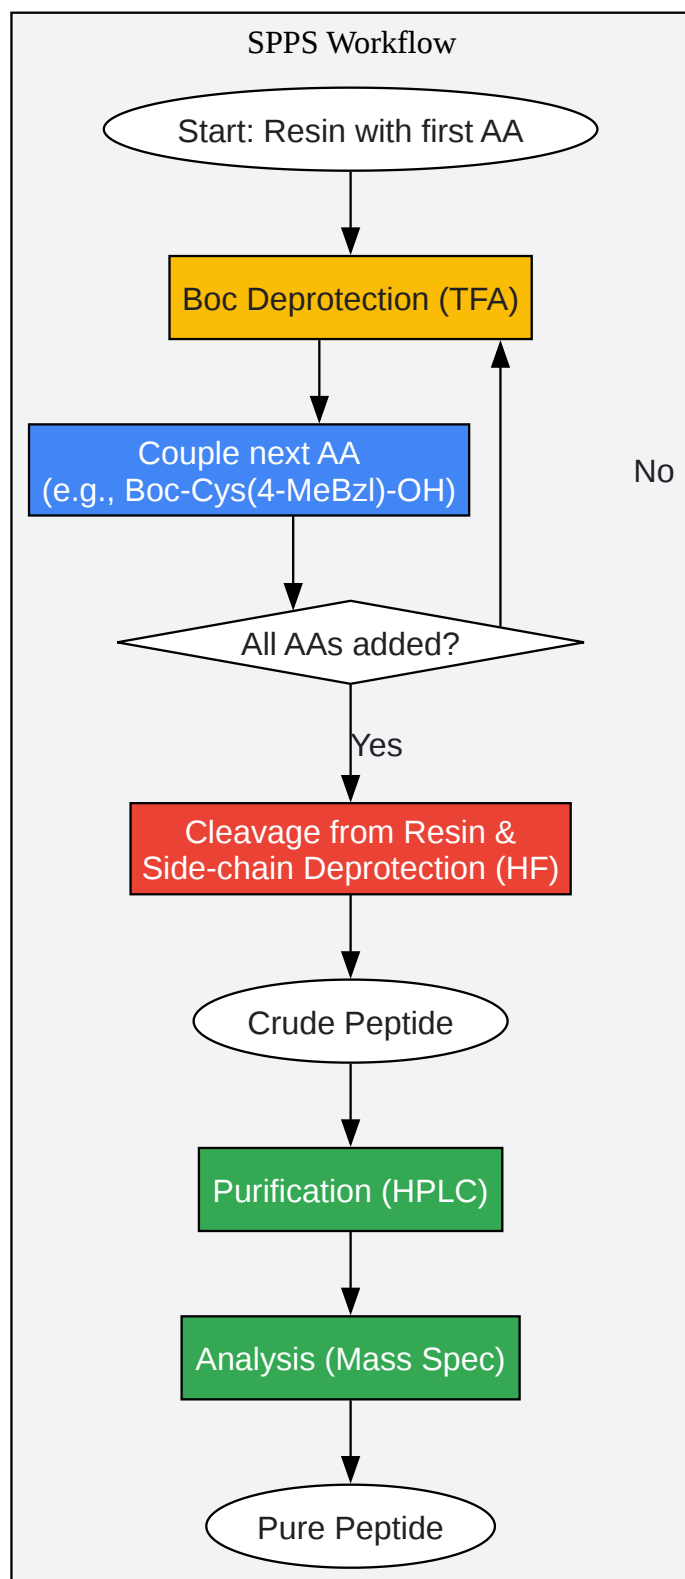 SPPS Workflow
Start: Resin with first AA
Boc Deprotection (TFA)
Couple next AA
(e.g., Boc-Cys(4-MeBzl)-OH)
No
All AAs added?
Yes
Cleavage from Resin &
Side-chain Deprotection (HF)
Crude Peptide
Purification (HPLC)
Analysis (Mass Spec)
Pure Peptide